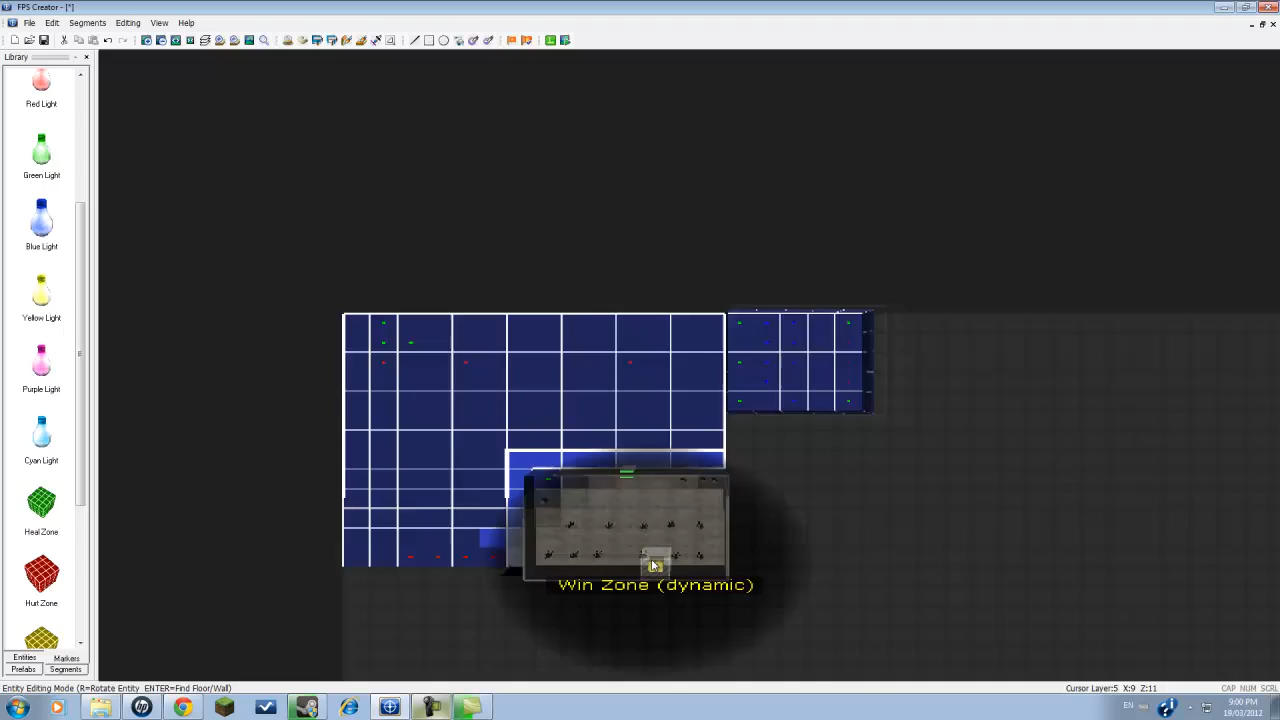 FPS Creator - [*]
File Edit Segments Editing View Help
Library
Red Light
Green Light
Blue Light
Yellow Light
Purple Light
Cyan Light
Heal Zone
Hurt Zone
Entities Markers
Prefabs Segments
Win Zone (dynamic)
Entity Editing Mode (R=Rotate Entity ENTER=Find Floor/Wall)
Cursor Layer:5 X:9 Z:11
CAP NUM SCRL
EN
9:00 PM
19/03/2012